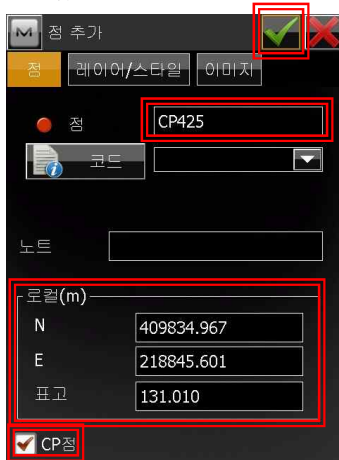 M 점 추가
점 레이어/스타일 이미지
점 CP425
코드
노트
로컬(m)
N 409834.967
E 218845.601
표고 131.010
CP점